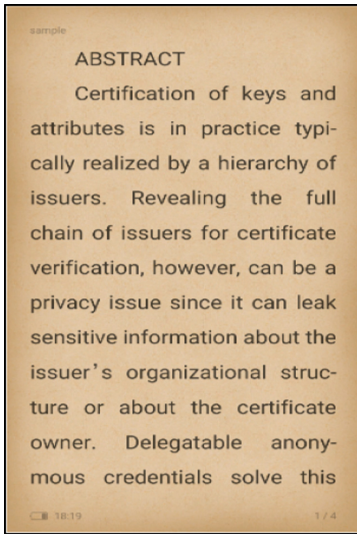 sample
ABSTRACT
Certification of keys and
attributes is in practice typi-
cally realized by a hierarchy of
issuers. Revealing the full
chain of issuers for certificate
verification, however, can be a
privacy issue since it can leak
sensitive information about the
issuer's organizational struc-
ture or about the certificate
owner. Delegatable anony-
mous credentials solve this
18:19
1 / 4